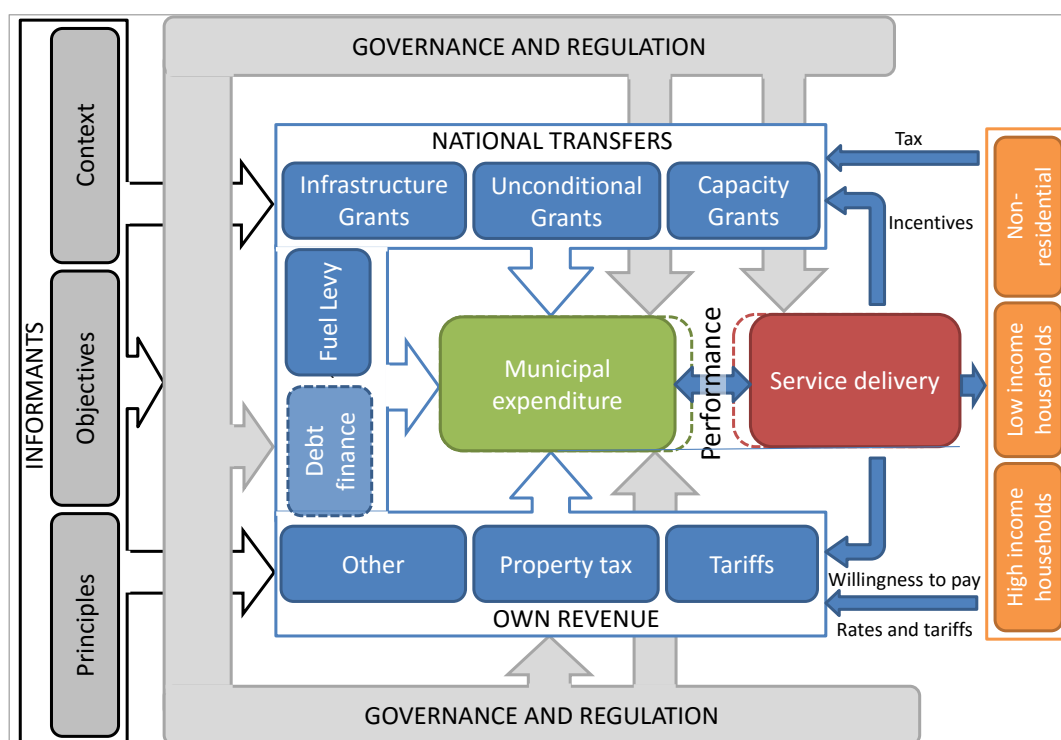 GOVERNANCE AND REGULATION
INFORMANTS
Context
Objectives
Principles
NATIONAL TRANSFERS
Infrastructure
Grants
Unconditional
Grants
Capacity
Grants
Tax
Incentives
Fuel Levy
Debt
finance
Municipal
expenditure
Performance
Service delivery
Non-
residential
Low income
households
High income
households
Other
Property tax
Tariffs
OWN REVENUE
Willingness to pay
Rates and tariffs
GOVERNANCE AND REGULATION